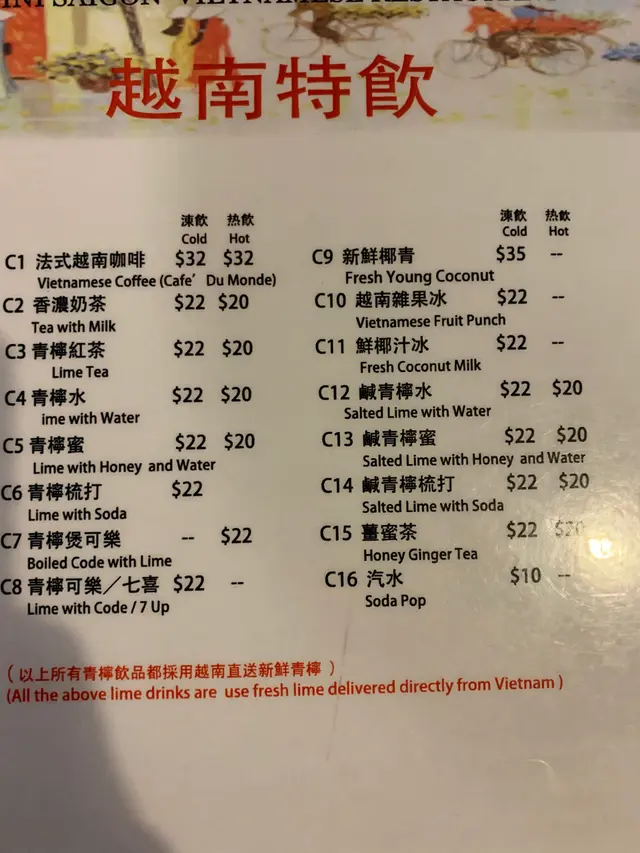 SAIGON VIETNAMESE RESTAURANT
越南特飲
凍飲 热飲
Cold Hot
C1 法式越南咖啡 $32 $32
Vietnamese Coffee (Cafe' Du Monde)
C2 香濃奶茶 $22 $20
Tea with Milk
C3 青檸紅茶 $22 $20
Lime Tea
C4 青檸水 $22 $20
ime with Water
C5 青檸蜜 $22 $20
Lime with Honey and Water
C6 青檸梳打 $22
Lime with Soda
C7 青檸煲可樂 -- $22
Boiled Code with Lime
C8 青檸可樂／七喜 $22 --
Lime with Code / 7 Up
凍飲 热飲
Cold Hot
C9 新鮮椰青 $35 --
Fresh Young Coconut
C10 越南雜果冰 $22 --
Vietnamese Fruit Punch
C11 鮮椰汁冰 $22 --
Fresh Coconut Milk
C12 鹹青檸水 $22 $20
Salted Lime with Water
C13 鹹青檸蜜 $22 $20
Salted Lime with Honey and Water
C14 鹹青檸梳打 $22 $20
Salted Lime with Soda
C15 薑蜜茶 $22 $20
Honey Ginger Tea
C16 汽水 $10 --
Soda Pop
（以上所有青檸飲品都採用越南直送新鮮青檸 ）
(All the above lime drinks are use fresh lime delivered directly from Vietnam )